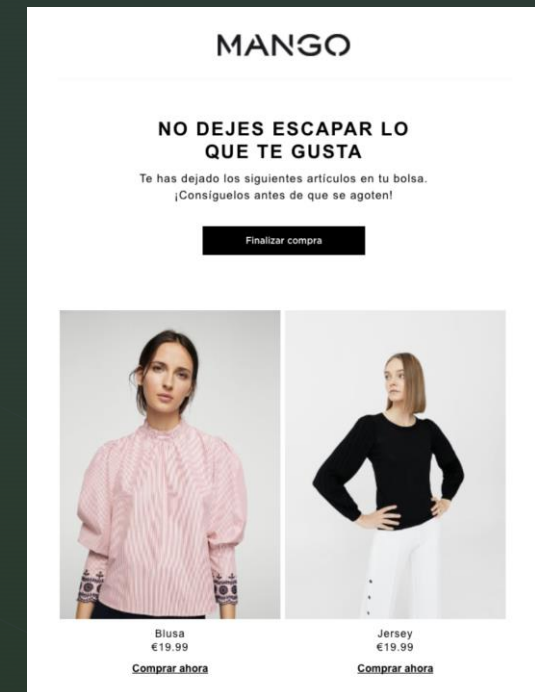 MANGO
NO DEJES ESCAPAR LO
QUE TE GUSTA
Te has dejado los siguientes artículos en tu bolsa.
¡Consíguelos antes de que se agoten!
Finalizar compra
Blusa
€19.99
Comprar ahora
Jersey
€19.99
Comprar ahora